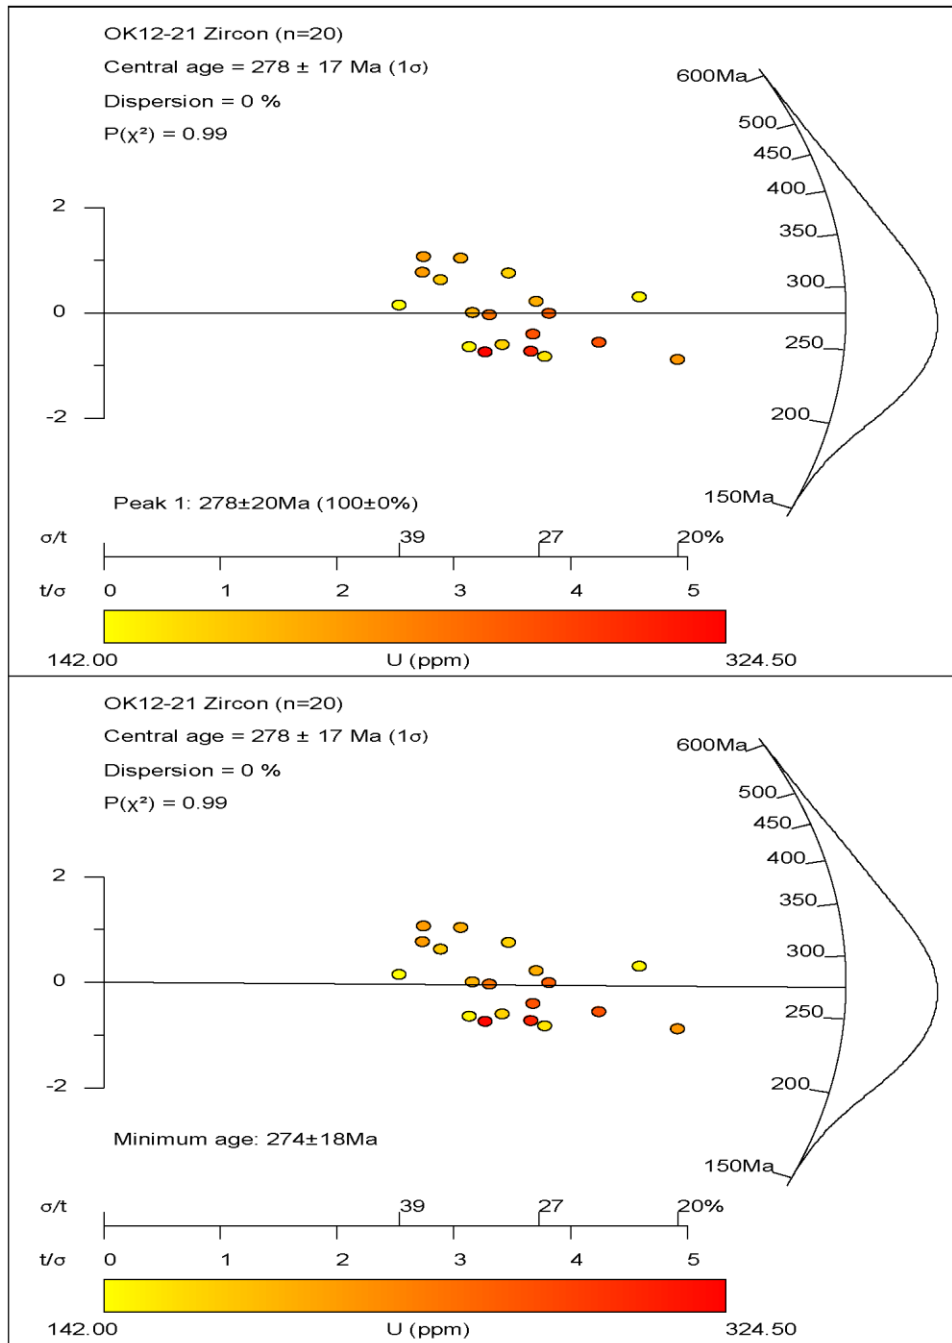 OK12-21 Zircon (n=20)
Central age = 278 ± 17 Ma (1σ)
Dispersion = 0 %
P(χ²) = 0.99
600Ma
500
450
400
350
300
250
200
150Ma
2
0
-2
Peak 1: 278±20Ma (100±0%)
σ/t 39 27 20%
t/σ 0 1 2 3 4 5
142.00 U (ppm) 324.50
OK12-21 Zircon (n=20)
Central age = 278 ± 17 Ma (1σ)
Dispersion = 0 %
P(χ²) = 0.99
600Ma
500
450
400
350
300
250
200
150Ma
2
0
-2
Minimum age: 274±18Ma
σ/t 39 27 20%
t/σ 0 1 2 3 4 5
142.00 U (ppm) 324.50